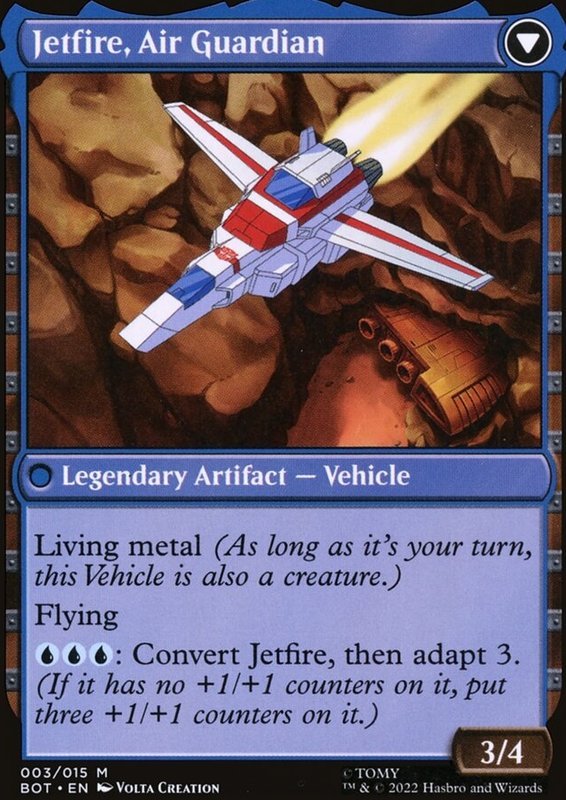 Jetfire, Air Guardian
Legendary Artifact — Vehicle
Living metal (As long as it's your turn,
this Vehicle is also a creature.)
Flying
: Convert Jetfire, then adapt 3.
(If it has no +1/+1 counters on it, put
three +1/+1 counters on it.)
3/4
003/015 M
BOT • EN Volta Creation
© TOMY
™ & © 2022 Hasbro and Wizards